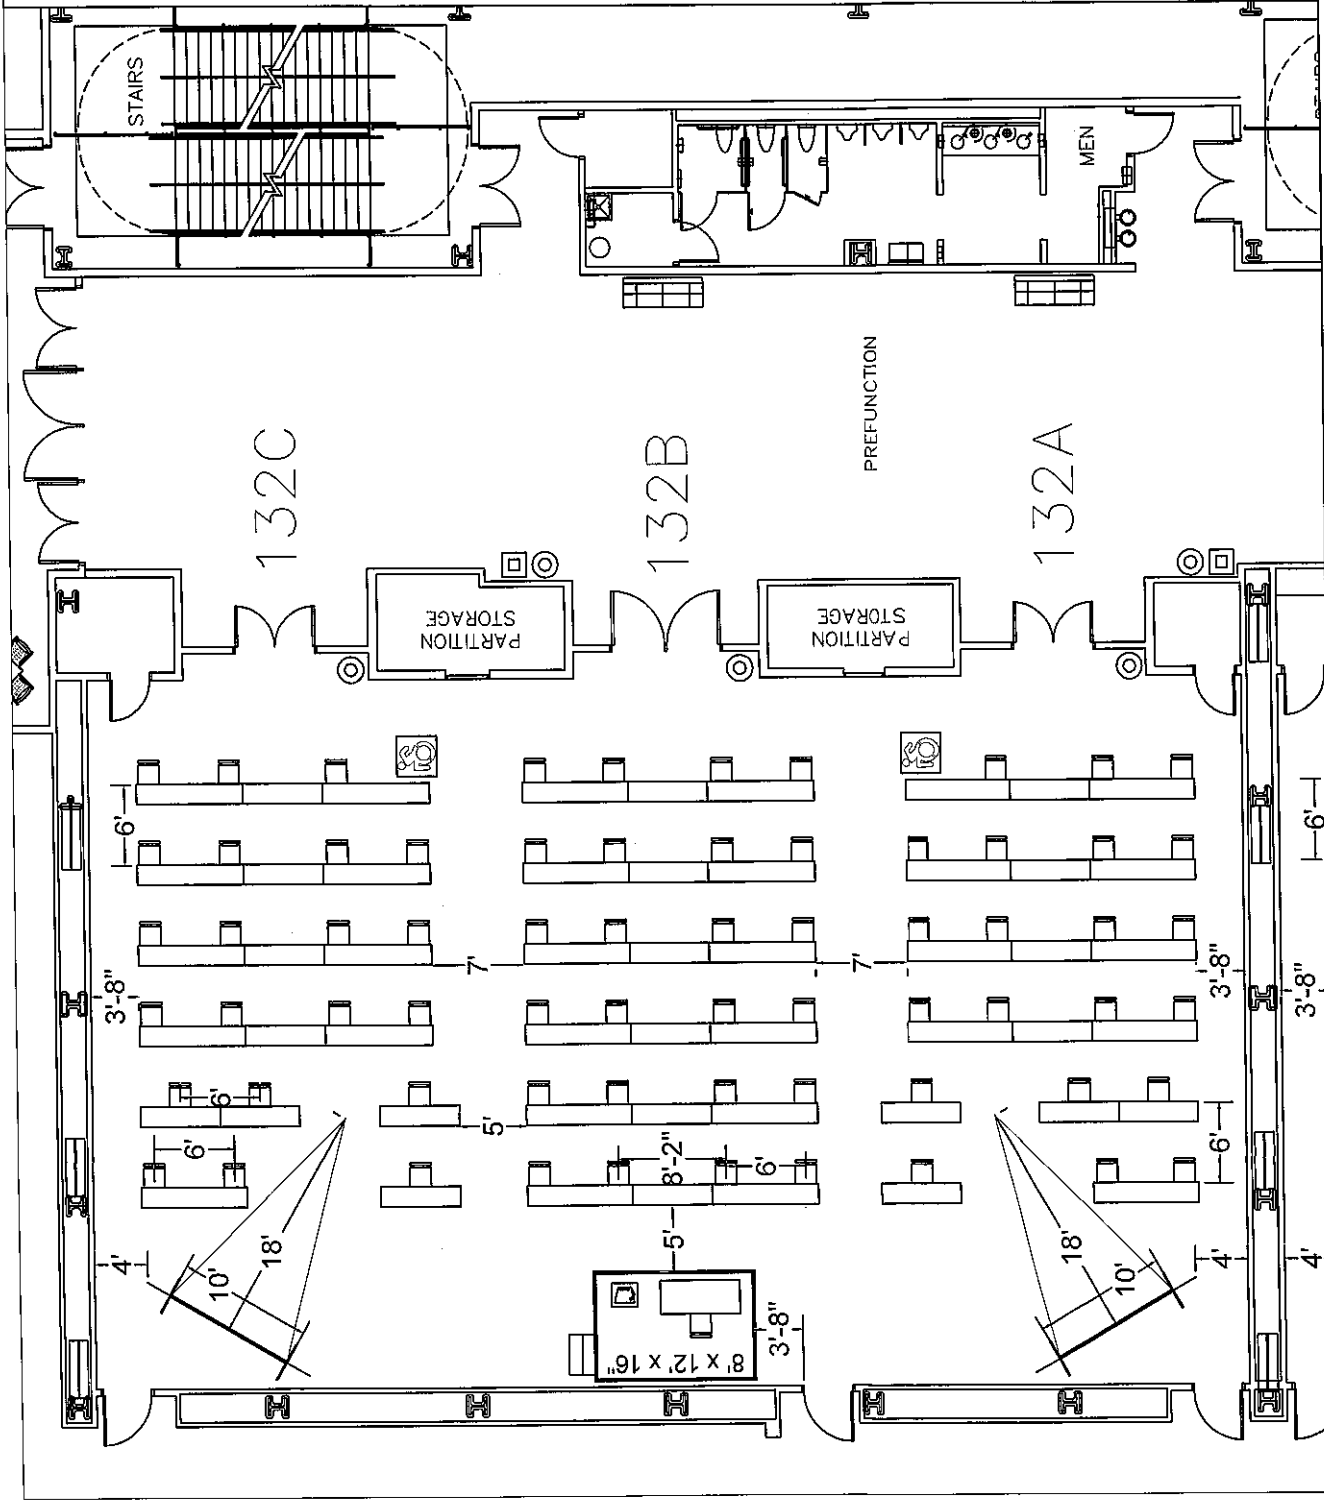 STAIRS
MEN
PREFUNCTION
132C
132B
132A
PARTITION
STORAGE
PARTITION
STORAGE
6'
6'
3'-8"
7'
7'
3'-8"
3'-8"
6'
5'
6'
8'-2"
6'
6'
4'
10'
18'
5'
18'
10'
4'
4'
8' x 12' x 16"
3'-8"